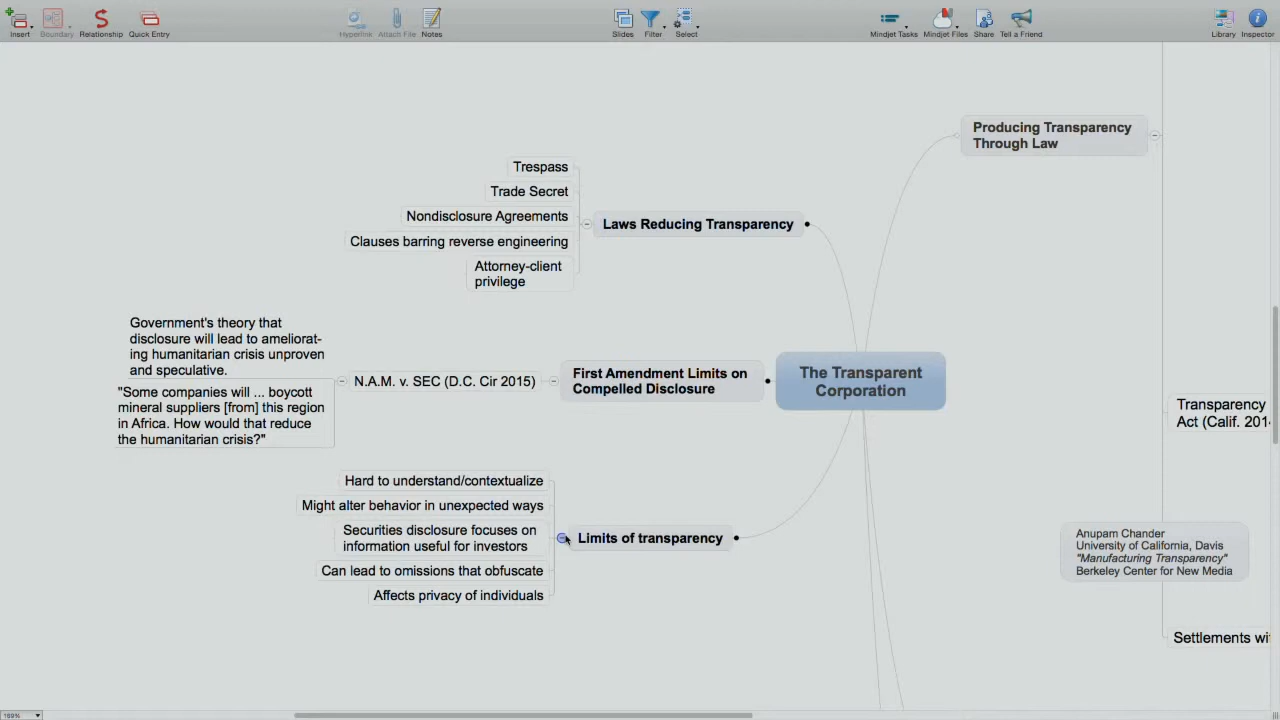 Insert
Boundary
Relationship
Quick Entry
Hyperlink
Attach File
Notes
Slides
Filter
Select
Mindjet Tasks
Mindjet Files
Share
Tell a Friend
Library
Inspector
Producing Transparency
Through Law
Trespass
Trade Secret
Nondisclosure Agreements
Clauses barring reverse engineering
Attorney-client
privilege
Laws Reducing Transparency
Government's theory that
disclosure will lead to ameliorat-
ing humanitarian crisis unproven
and speculative.
"Some companies will ... boycott
mineral suppliers [from] this region
in Africa. How would that reduce
the humanitarian crisis?"
N.A.M. v. SEC (D.C. Cir 2015)
First Amendment Limits on
Compelled Disclosure
The Transparent
Corporation
Transparency
Act (Calif. 201
Hard to understand/contextualize
Might alter behavior in unexpected ways
Securities disclosure focuses on
information useful for investors
Can lead to omissions that obfuscate
Affects privacy of individuals
Limits of transparency
Anupam Chander
University of California, Davis
"Manufacturing Transparency"
Berkeley Center for New Media
Settlements wi
169%